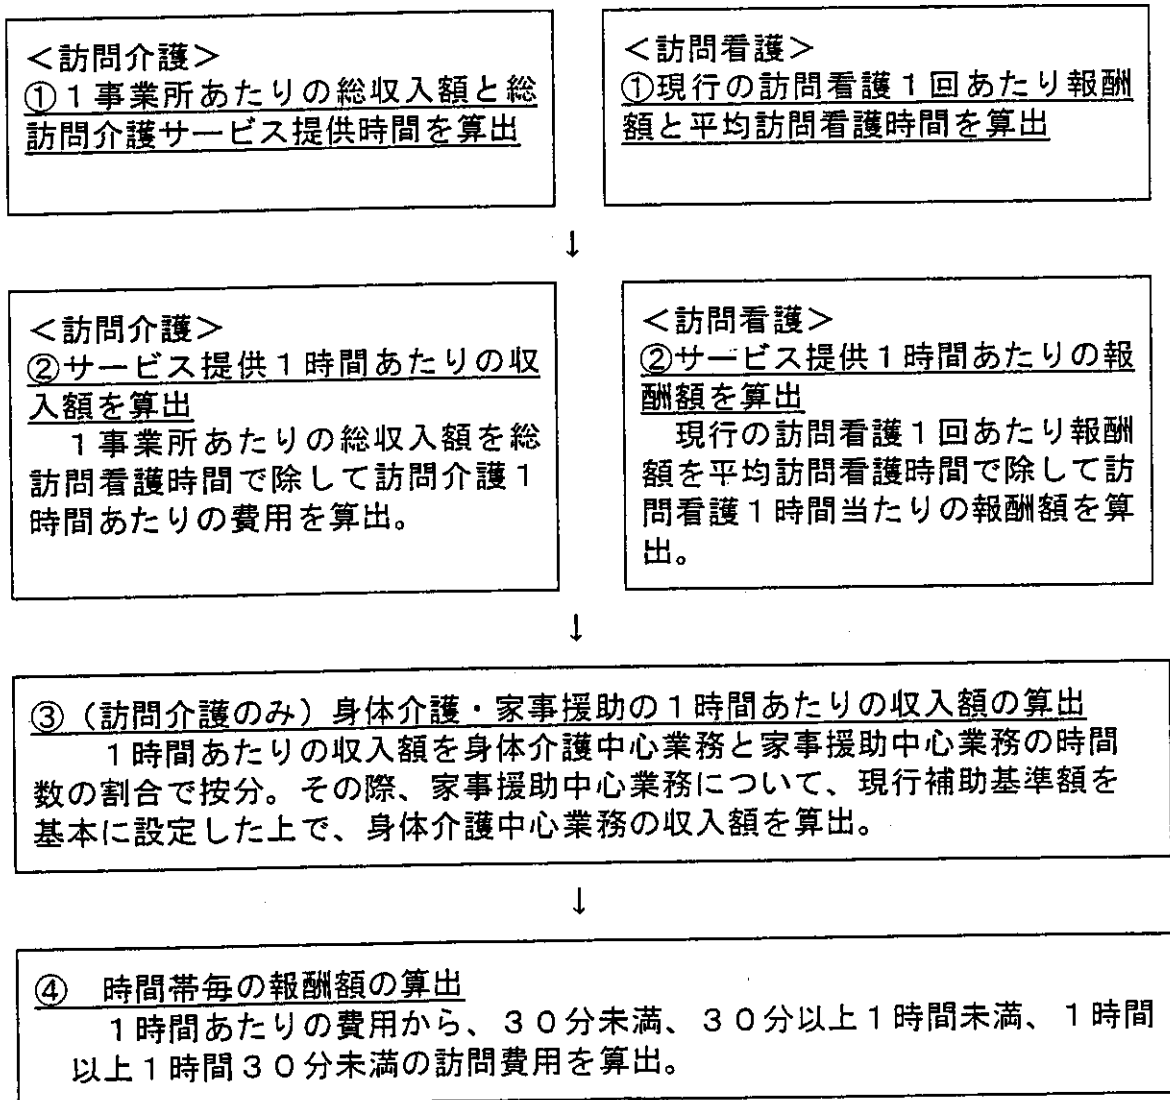 ＜訪問介護＞
①１事業所あたりの総収入額と総
訪問介護サービス提供時間を算出
＜訪問看護＞
①現行の訪問看護１回あたり報酬
額と平均訪問看護時間を算出
↓
＜訪問介護＞
②サービス提供１時間あたりの収
入額を算出
１事業所あたりの総収入額を総
訪問看護時間で除して訪問介護１
時間あたりの費用を算出。
＜訪問看護＞
②サービス提供１時間あたりの報
酬額を算出
現行の訪問看護１回あたり報酬
額を平均訪問看護時間で除して訪
問看護１時間当たりの報酬額を算
出。
↓
③（訪問介護のみ）身体介護・家事援助の１時間あたりの収入額の算出
１時間あたりの収入額を身体介護中心業務と家事援助中心業務の時間
数の割合で按分。その際、家事援助中心業務について、現行補助基準額を
基本に設定した上で、身体介護中心業務の収入額を算出。
↓
④　時間帯毎の報酬額の算出
１時間あたりの費用から、３０分未満、３０分以上１時間未満、１時間
以上１時間３０分未満の訪問費用を算出。